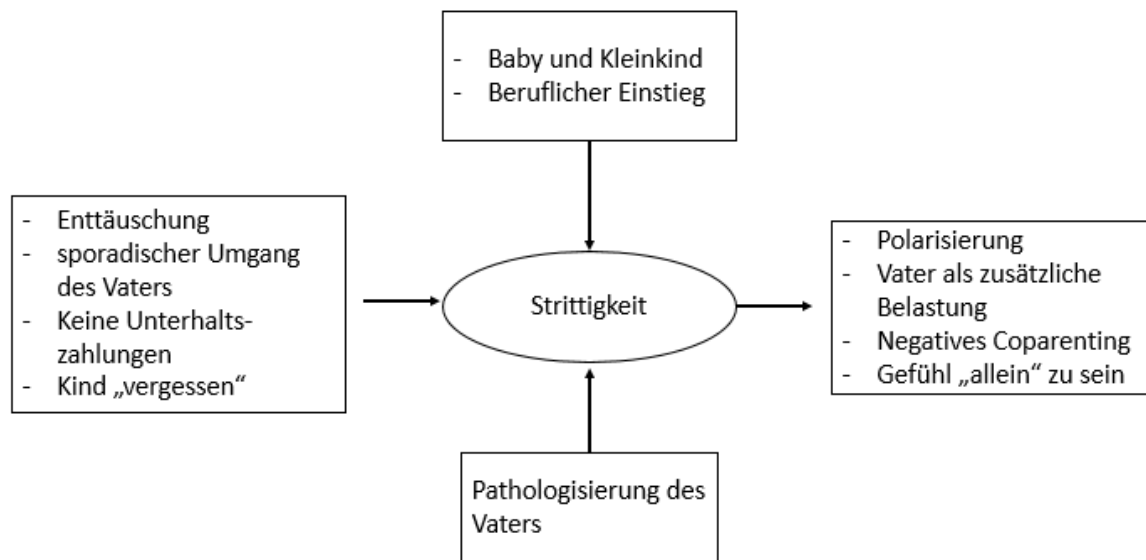 - Baby und Kleinkind
- Beruflicher Einstieg
- Enttäuschung
- sporadischer Umgang
des Vaters
- Keine Unterhalts-
zahlungen
- Kind „vergessen“
Strittigkeit
- Polarisierung
- Vater als zusätzliche
Belastung
- Negatives Coparenting
- Gefühl „allein“ zu sein
Pathologisierung des
Vaters